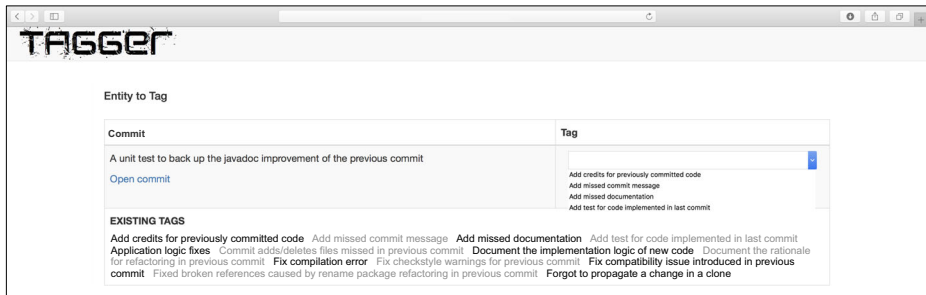 TAGGER
Entity to Tag
Commit Tag
A unit test to back up the javadoc improvement of the previous commit
Open commit
Add credits for previously committed code
Add missed commit message
Add missed documentation
Add test for code implemented in last commit
EXISTING TAGS
Add credits for previously committed code Add missed commit message Add missed documentation Add test for code implemented in last commit
Application logic fixes Commit adds/deletes files missed in previous commit Document the implementation logic of new code Document the rationale
for refactoring in previous commit Fix compilation error Fix checkstyle warnings for previous commit Fix compatibility issue introduced in previous
commit Fixed broken references caused by rename package refactoring in previous commit Forgot to propagate a change in a clone